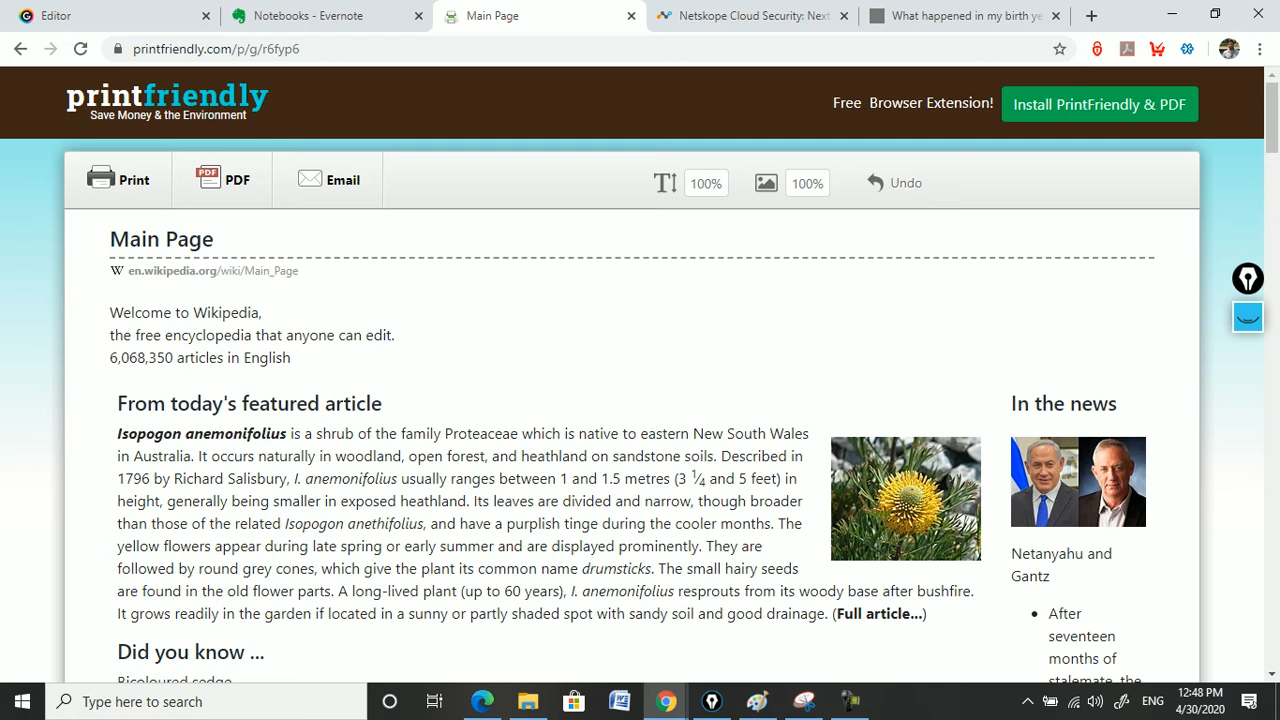 Editor
Notebooks - Evernote
Main Page
Netskope Cloud Security: Next
What happened in my birth ye
printfriendly.com/p/g/r6fyp6
printfriendly
Save Money & the Environment
Free Browser Extension!
Install PrintFriendly & PDF
Print
PDF
PDF
Email
100%
100%
Undo
Main Page
W en.wikipedia.org/wiki/Main_Page
Welcome to Wikipedia,
the free encyclopedia that anyone can edit.
6,068,350 articles in English
From today's featured article
Isopogon anemonifolius is a shrub of the family Proteaceae which is native to eastern New South Wales
in Australia. It occurs naturally in woodland, open forest, and heathland on sandstone soils. Described in
1796 by Richard Salisbury, I. anemonifolius usually ranges between 1 and 1.5 metres (3 1⁄4 and 5 feet) in
height, generally being smaller in exposed heathland. Its leaves are divided and narrow, though broader
than those of the related Isopogon anethifolius, and have a purplish tinge during the cooler months. The
yellow flowers appear during late spring or early summer and are displayed prominently. They are
followed by round grey cones, which give the plant its common name drumsticks. The small hairy seeds
are found in the old flower parts. A long-lived plant (up to 60 years), I. anemonifolius resprouts from its woody base after bushfire.
It grows readily in the garden if located in a sunny or partly shaded spot with sandy soil and good drainage. (Full article...)
Did you know ...
Bicoloured sedge
In the news
Netanyahu and
Gantz
After
seventeen
months of
stalemate, the
Type here to search
ENG
12:48 PM
4/30/2020